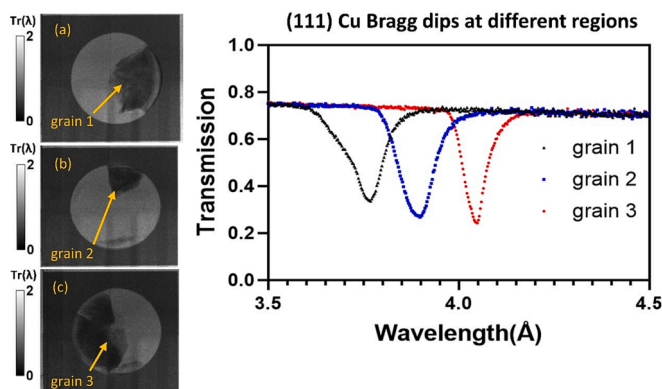 Tr(λ)
2
0
(a)
grain 1
Tr(λ)
2
0
(b)
grain 2
Tr(λ)
2
0
(c)
grain 3
(111) Cu Bragg dips at different regions
Transmission
1.0
0.8
0.6
0.4
0.2
0.0
grain 1
grain 2
grain 3
3.5 4.0 4.5
Wavelength(Å)